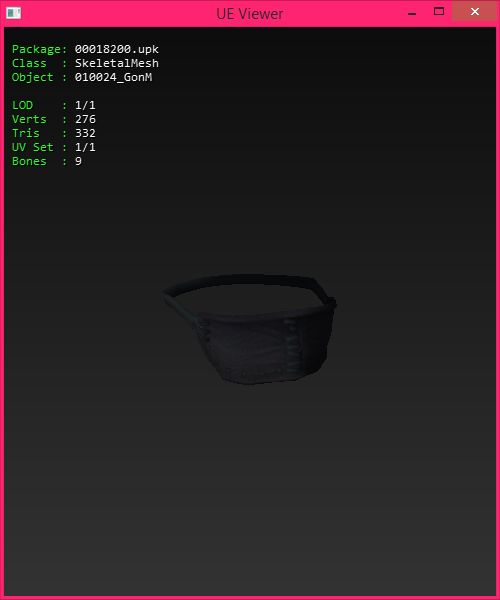 UE Viewer
Package: 00018200.upk
Class : SkeletalMesh
Object : 010024_GonM
LOD : 1/1
Verts : 276
Tris : 332
UV Set : 1/1
Bones : 9